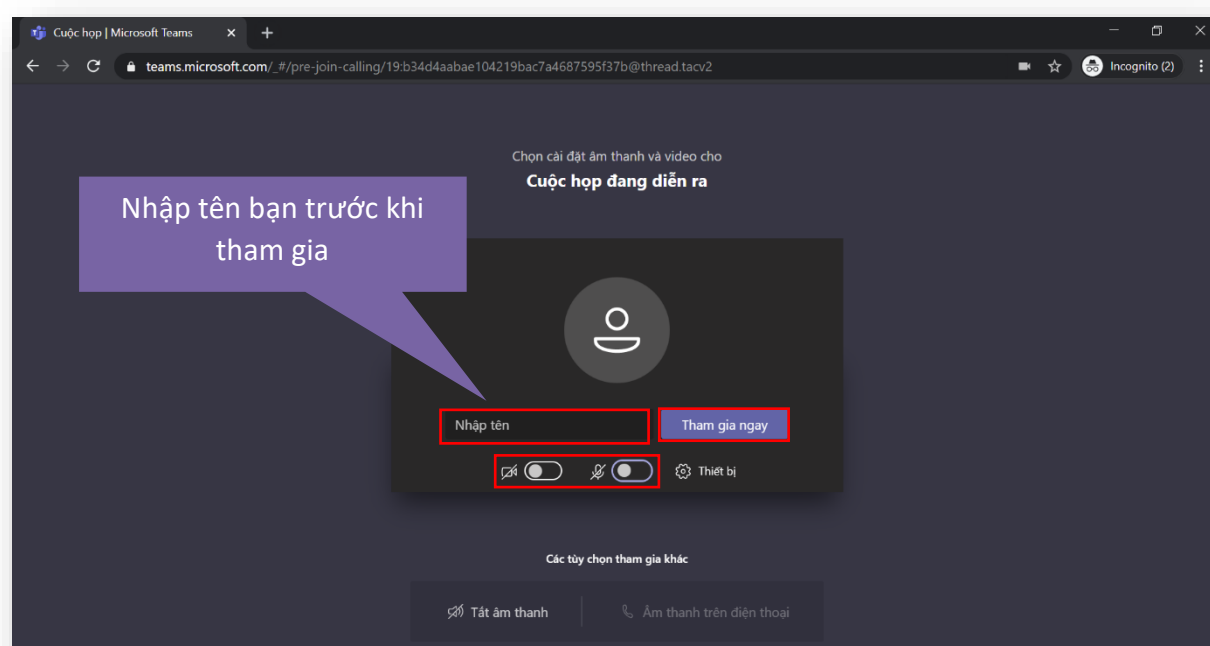 Cuộc họp | Microsoft Teams
teams.microsoft.com/_#/pre-join-calling/19:b34d4aabae104219bac7a4687595f37b@thread.tacv2
Incognito (2)
Chọn cài đặt âm thanh và video cho
Cuộc họp đang diễn ra
Nhập tên bạn trước khi
tham gia
Nhập tên
Tham gia ngay
Thiết bị
Các tùy chọn tham gia khác
Tắt âm thanh
Âm thanh trên điện thoại